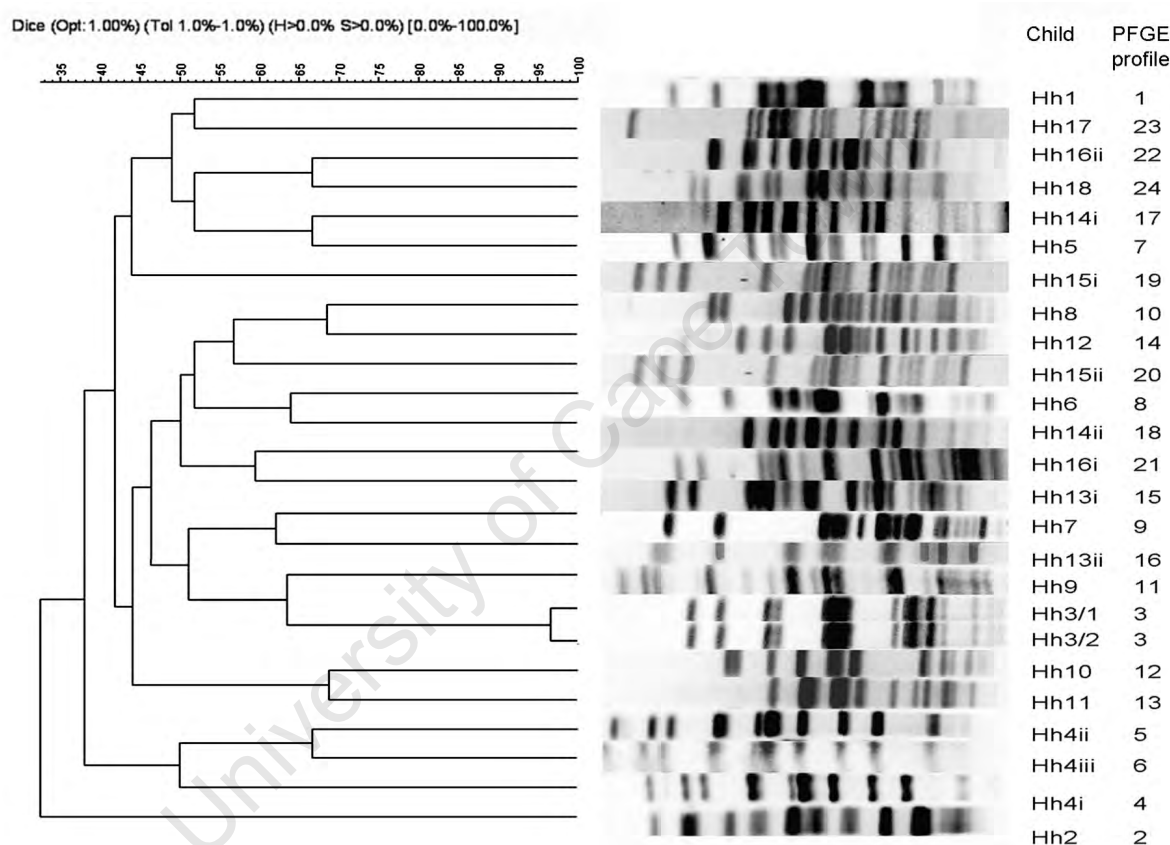 Dice (Opt:1.00%) (Tol 1.0%-1.0%) (H>0.0% S>0.0%) [0.0%-100.0%]
Child PFGE
profile
35 40 45 50 55 60 65 70 75 80 85 90 95 100
Hh1 1
Hh17 23
Hh16ii 22
Hh18 24
Hh14i 17
Hh5 7
Hh15i 19
Hh8 10
Hh12 14
Hh15ii 20
Hh6 8
Hh14ii 18
Hh16i 21
Hh13i 15
Hh7 9
Hh13ii 16
Hh9 11
Hh3/1 3
Hh3/2 3
Hh10 12
Hh11 13
Hh4ii 5
Hh4iii 6
Hh4i 4
Hh2 2
University of Cape Town